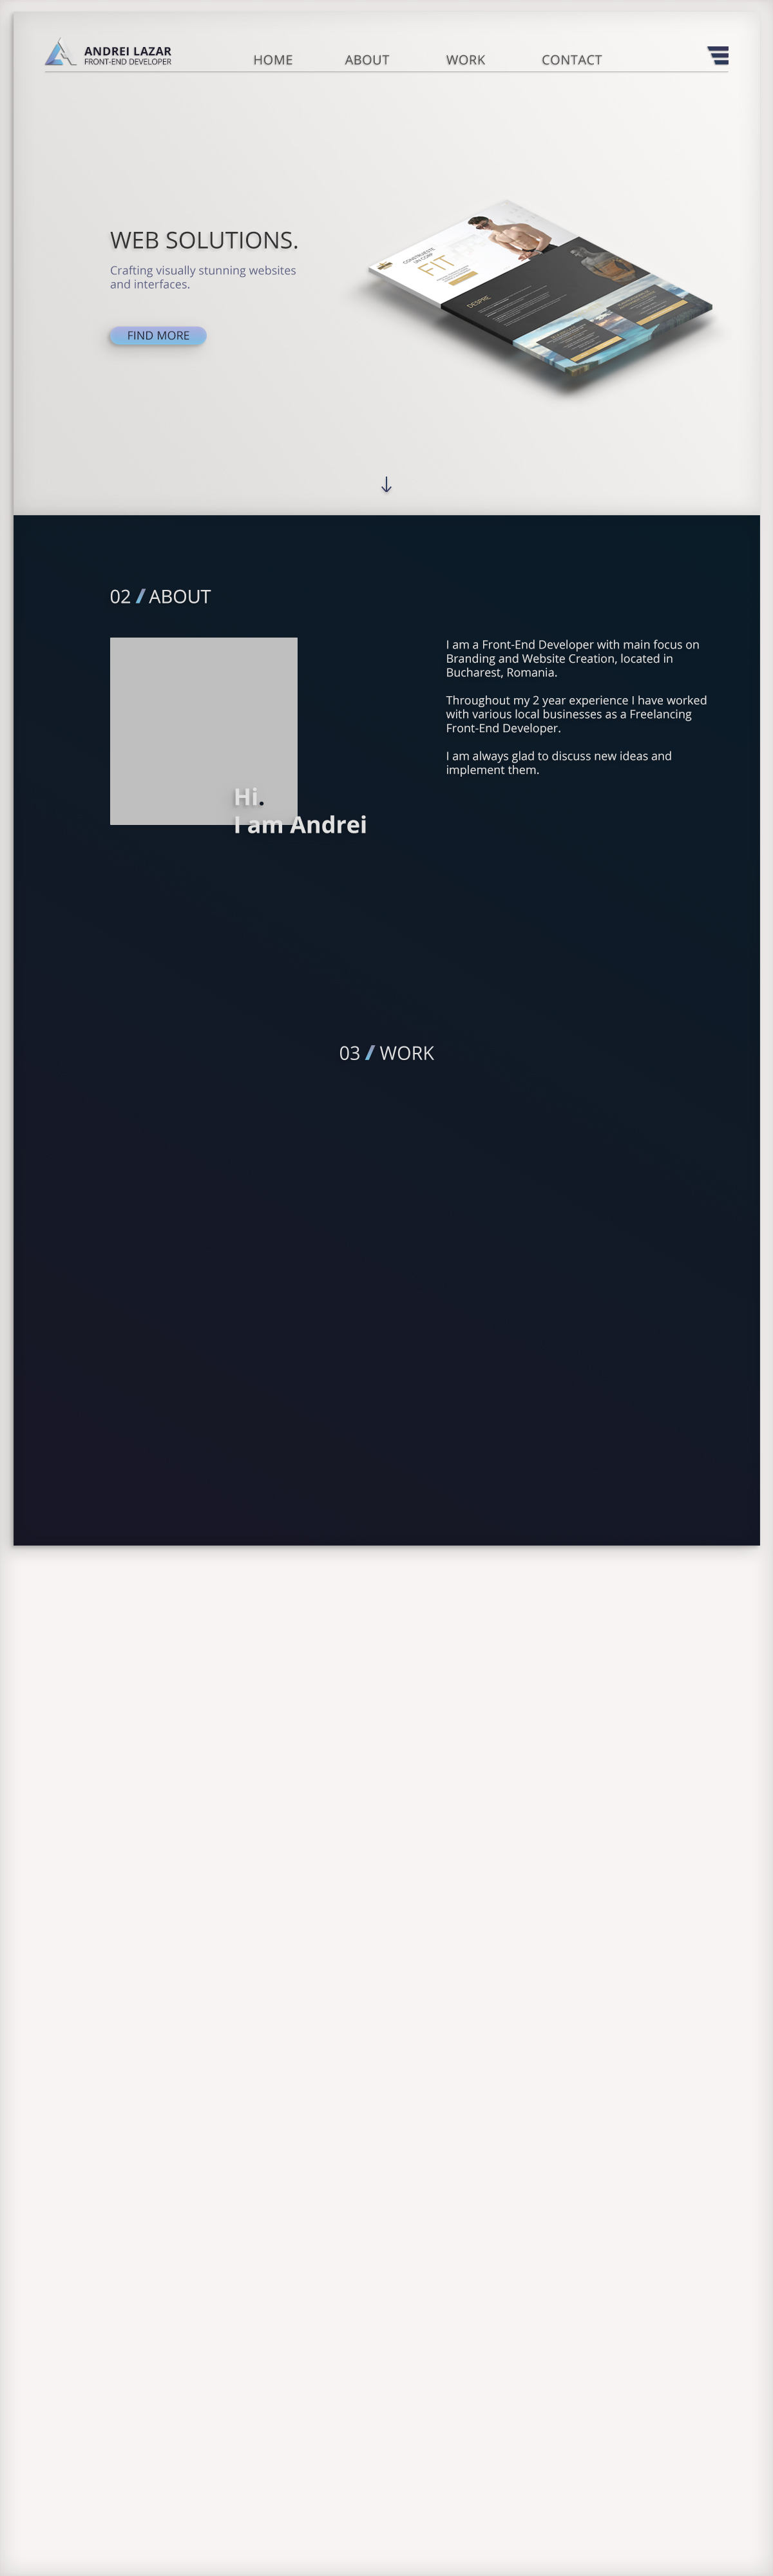 ANDREI LAZAR
FRONT-END DEVELOPER
HOME
ABOUT
WORK
CONTACT
WEB SOLUTIONS.
Crafting visually stunning websites
and interfaces.
FIND MORE
FIT
DESPRE
02 / ABOUT
I am a Front-End Developer with main focus on
Branding and Website Creation, located in
Bucharest, Romania.
Throughout my 2 year experience I have worked
with various local businesses as a Freelancing
Front-End Developer.
I am always glad to discuss new ideas and
implement them.
Hi.
I am Andrei
03 / WORK